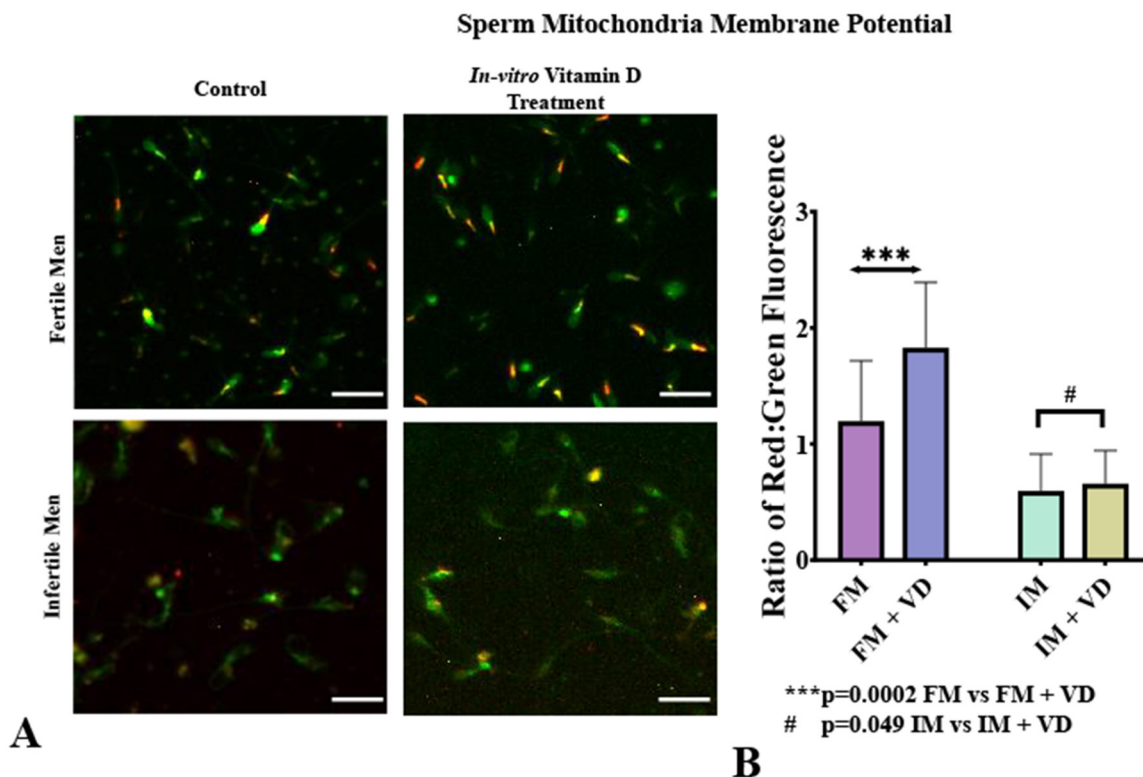 Sperm Mitochondria Membrane Potential
Control
In-vitro Vitamin D
Treatment
Fertile Men
Infertile Men
A
Ratio of Red:Green Fluorescence
3
2
1
0
***
#
FM
FM + VD
IM
IM + VD
***p=0.0002 FM vs FM + VD
# p=0.049 IM vs IM + VD
B